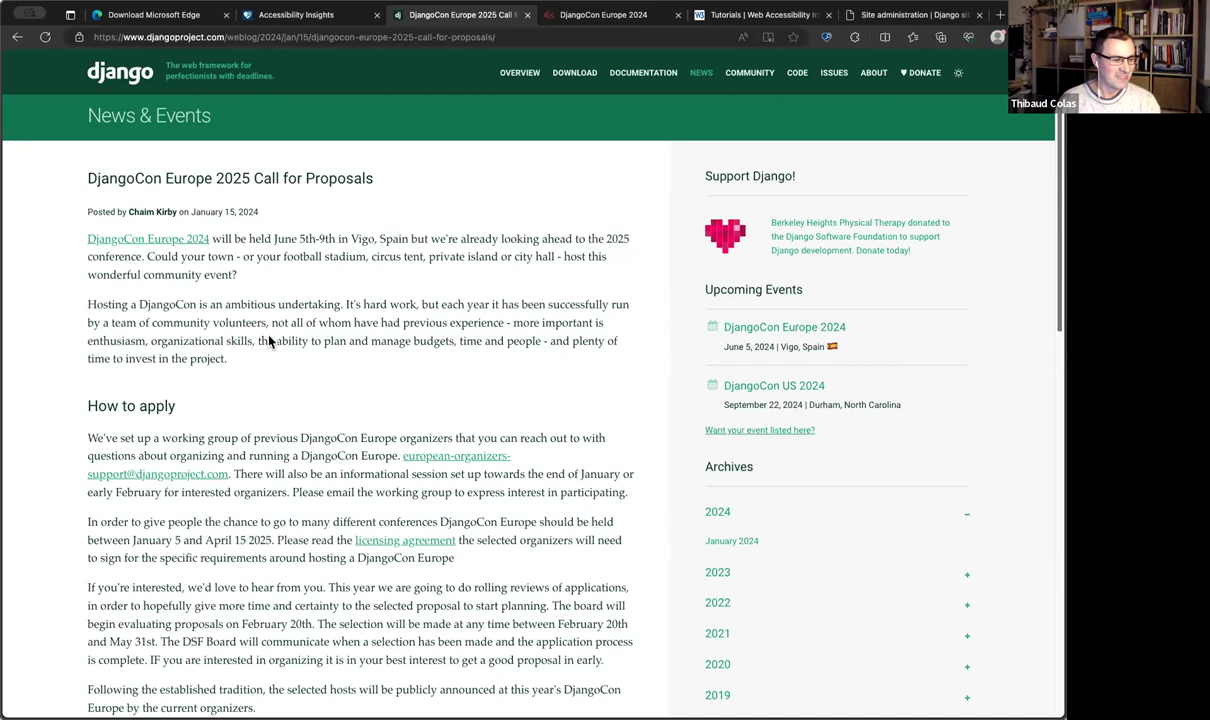 Download Microsoft Edge
Accessibility Insights
DjangoCon Europe 2025 Call f
DjangoCon Europe 2024
Tutorials | Web Accessibility In
Site administration | Django si
https://www.djangoproject.com/weblog/2024/jan/15/djangocon-europe-2025-call-for-proposals/
django
The web framework for
perfectionists with deadlines.
OVERVIEW DOWNLOAD DOCUMENTATION NEWS COMMUNITY CODE ISSUES ABOUT ♥ DONATE
Thibaud Colas
News & Events
DjangoCon Europe 2025 Call for Proposals
Posted by Chaim Kirby on January 15, 2024
DjangoCon Europe 2024 will be held June 5th-9th in Vigo, Spain but we're already looking ahead to the 2025
conference. Could your town - or your football stadium, circus tent, private island or city hall - host this
wonderful community event?
Hosting a DjangoCon is an ambitious undertaking. It's hard work, but each year it has been successfully run
by a team of community volunteers, not all of whom have had previous experience - more important is
enthusiasm, organizational skills, the ability to plan and manage budgets, time and people - and plenty of
time to invest in the project.
How to apply
We've set up a working group of previous DjangoCon Europe organizers that you can reach out to with
questions about organizing and running a DjangoCon Europe. european-organizers-
support@djangoproject.com. There will also be an informational session set up towards the end of January or
early February for interested organizers. Please email the working group to express interest in participating.
In order to give people the chance to go to many different conferences DjangoCon Europe should be held
between January 5 and April 15 2025. Please read the licensing agreement the selected organizers will need
to sign for the specific requirements around hosting a DjangoCon Europe
If you're interested, we'd love to hear from you. This year we are going to do rolling reviews of applications,
in order to hopefully give more time and certainty to the selected proposal to start planning. The board will
begin evaluating proposals on February 20th. The selection will be made at any time between February 20th
and May 31st. The DSF Board will communicate when a selection has been made and the application process
is complete. IF you are interested in organizing it is in your best interest to get a good proposal in early.
Following the established tradition, the selected hosts will be publicly announced at this year's DjangoCon
Europe by the current organizers.
Support Django!
Berkeley Heights Physical Therapy donated to
the Django Software Foundation to support
Django development. Donate today!
Upcoming Events
DjangoCon Europe 2024
June 5, 2024 | Vigo, Spain 🇪🇸
DjangoCon US 2024
September 22, 2024 | Durham, North Carolina
Want your event listed here?
Archives
2024 –
January 2024
2023 +
2022 +
2021 +
2020 +
2019 +